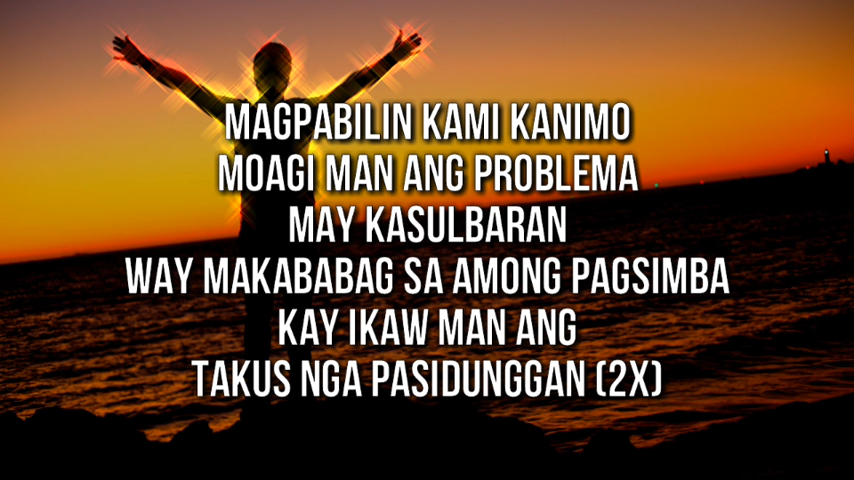 MAGPABILIN KAMI KANIMO
MOAGI MAN ANG PROBLEMA
MAY KASULBARAN
WAY MAKABABAG SA AMONG PAGSIMBA
KAY IKAW MAN ANG
TAKUS NGA PASIDUNGGAN (2X)